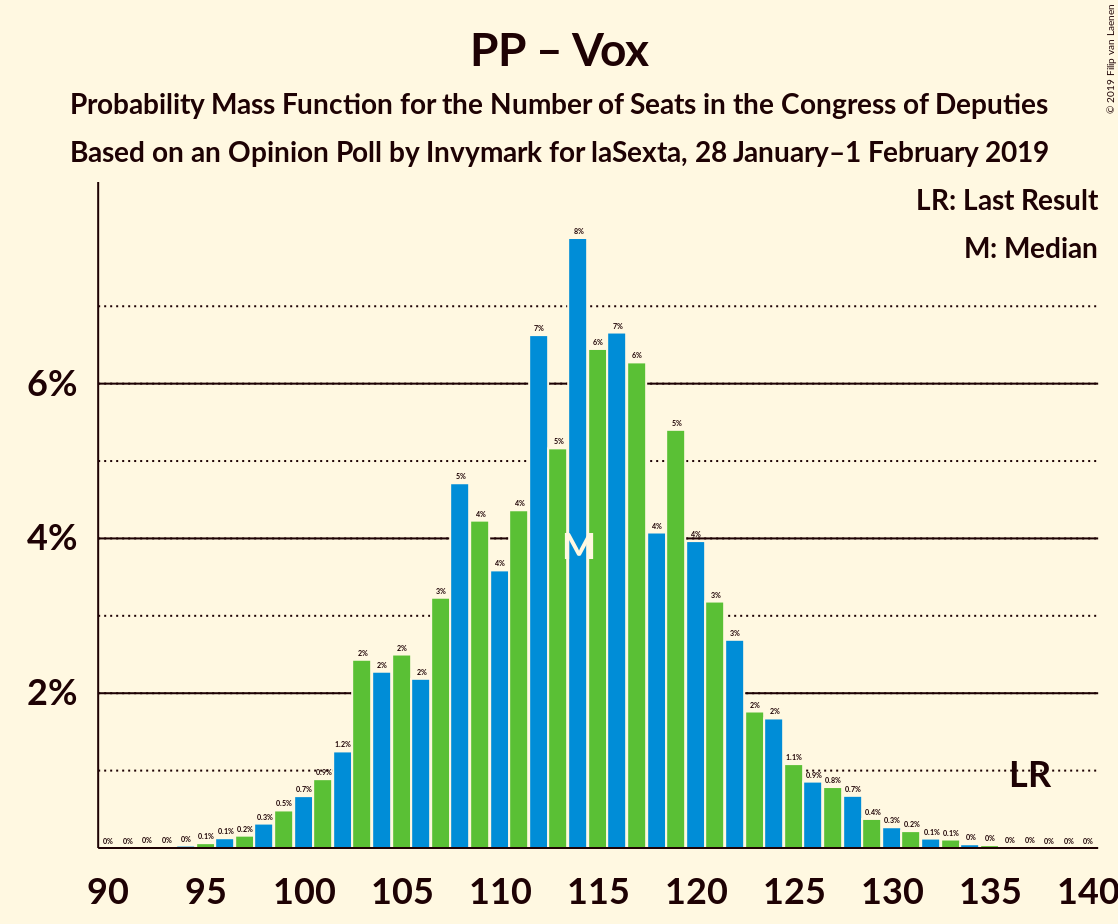 PP – Vox
Probability Mass Function for the Number of Seats in the Congress of Deputies
Based on an Opinion Poll by Invymark for laSexta, 28 January–1 February 2019
© 2019 Filip van Laenen
LR: Last Result
M: Median
6%
4%
2%
0% 0% 0% 0% 0% 0.1% 0.1% 0.2% 0.3% 0.5% 0.7% 0.9% 1.2% 2% 2% 2% 2% 3% 5% 4% 4% 4% 7% 5% 8% 6% 7% 6% 4% 5% 4% 3% 3% 2% 2% 1.1% 0.9% 0.8% 0.7% 0.4% 0.3% 0.2% 0.1% 0.1% 0% 0% 0% 0% 0% 0% 0%
M
LR
90 95 100 105 110 115 120 125 130 135 140